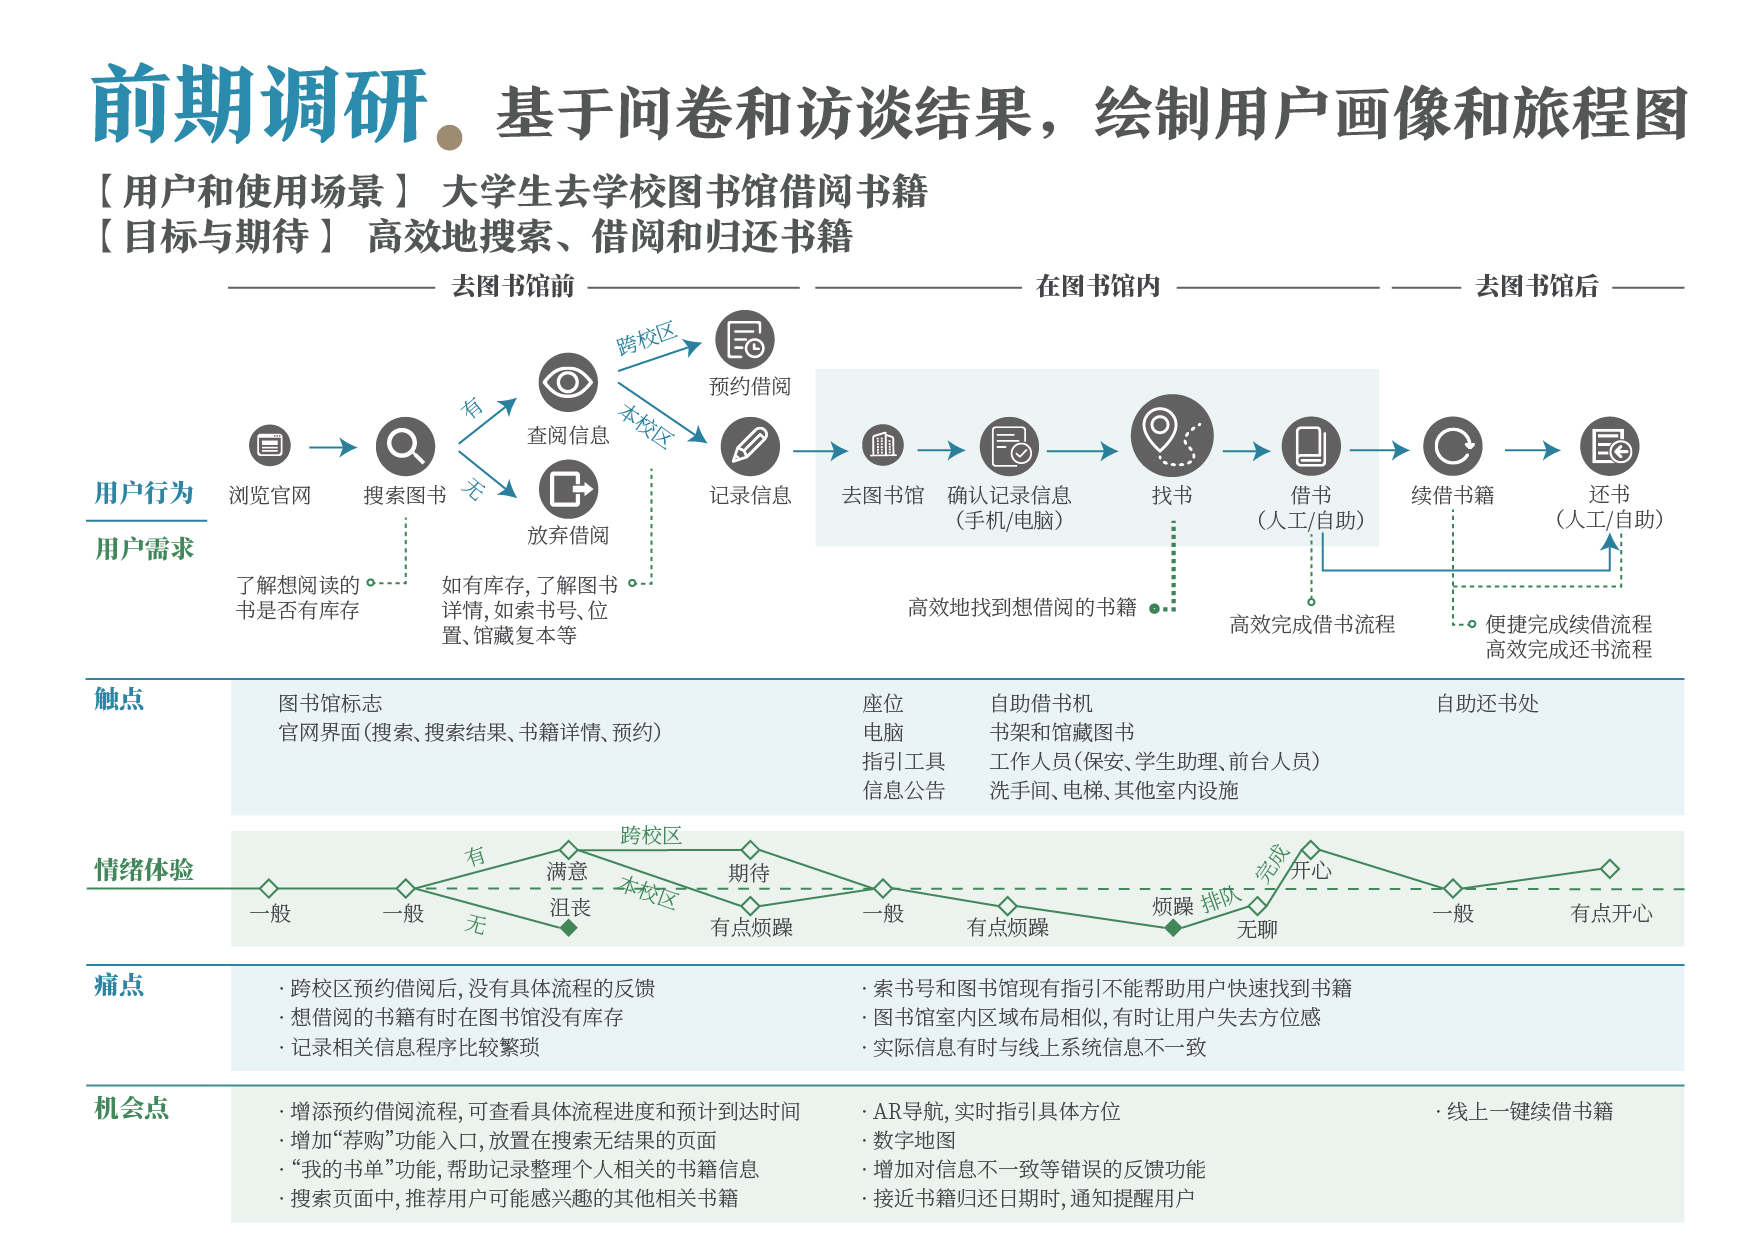 前期调研
基于问卷和访谈结果，绘制用户画像和旅程图
【用户和使用场景】 大学生去学校图书馆借阅书籍
【目标与期待】 高效地搜索、借阅和归还书籍
去图书馆前
在图书馆内
去图书馆后
用户行为
用户需求
浏览官网
搜索图书
有
无
查阅信息
放弃借阅
跨校区
本校区
预约借阅
记录信息
去图书馆
确认记录信息
（手机/电脑）
找书
借书
（人工/自助）
续借书籍
还书
（人工/自助）
了解想阅读的
书是否有库存
如有库存，了解图书
详情，如索书号、位
置、馆藏复本等
高效地找到想借阅的书籍
高效完成借书流程
便捷完成续借流程
高效完成还书流程
触点
图书馆标志
官网界面（搜索、搜索结果、书籍详情、预约）
座位
电脑
指引工具
信息公告
自助借书机
书架和馆藏图书
工作人员（保安、学生助理、前台人员）
洗手间、电梯、其他室内设施
自助还书处
情绪体验
一般
一般
有
无
满意
沮丧
跨校区
本校区
期待
有点烦躁
一般
有点烦躁
烦躁
排队
无聊
完成
开心
一般
有点开心
痛点
· 跨校区预约借阅后，没有具体流程的反馈
· 想借阅的书籍有时在图书馆没有库存
· 记录相关信息程序比较繁琐
· 索书号和图书馆现有指引不能帮助用户快速找到书籍
· 图书馆室内区域布局相似，有时让用户失去方位感
· 实际信息有时与线上系统信息不一致
机会点
· 增添预约借阅流程，可查看具体流程进度和预计到达时间
· 增加“荐购”功能入口，放置在搜索无结果的页面
· “我的书单”功能，帮助记录整理个人相关的书籍信息
· 搜索页面中，推荐用户可能感兴趣的其他相关书籍
· AR导航，实时指引具体方位
· 数字地图
· 增加对信息不一致等错误的反馈功能
· 接近书籍归还日期时，通知提醒用户
· 线上一键续借书籍